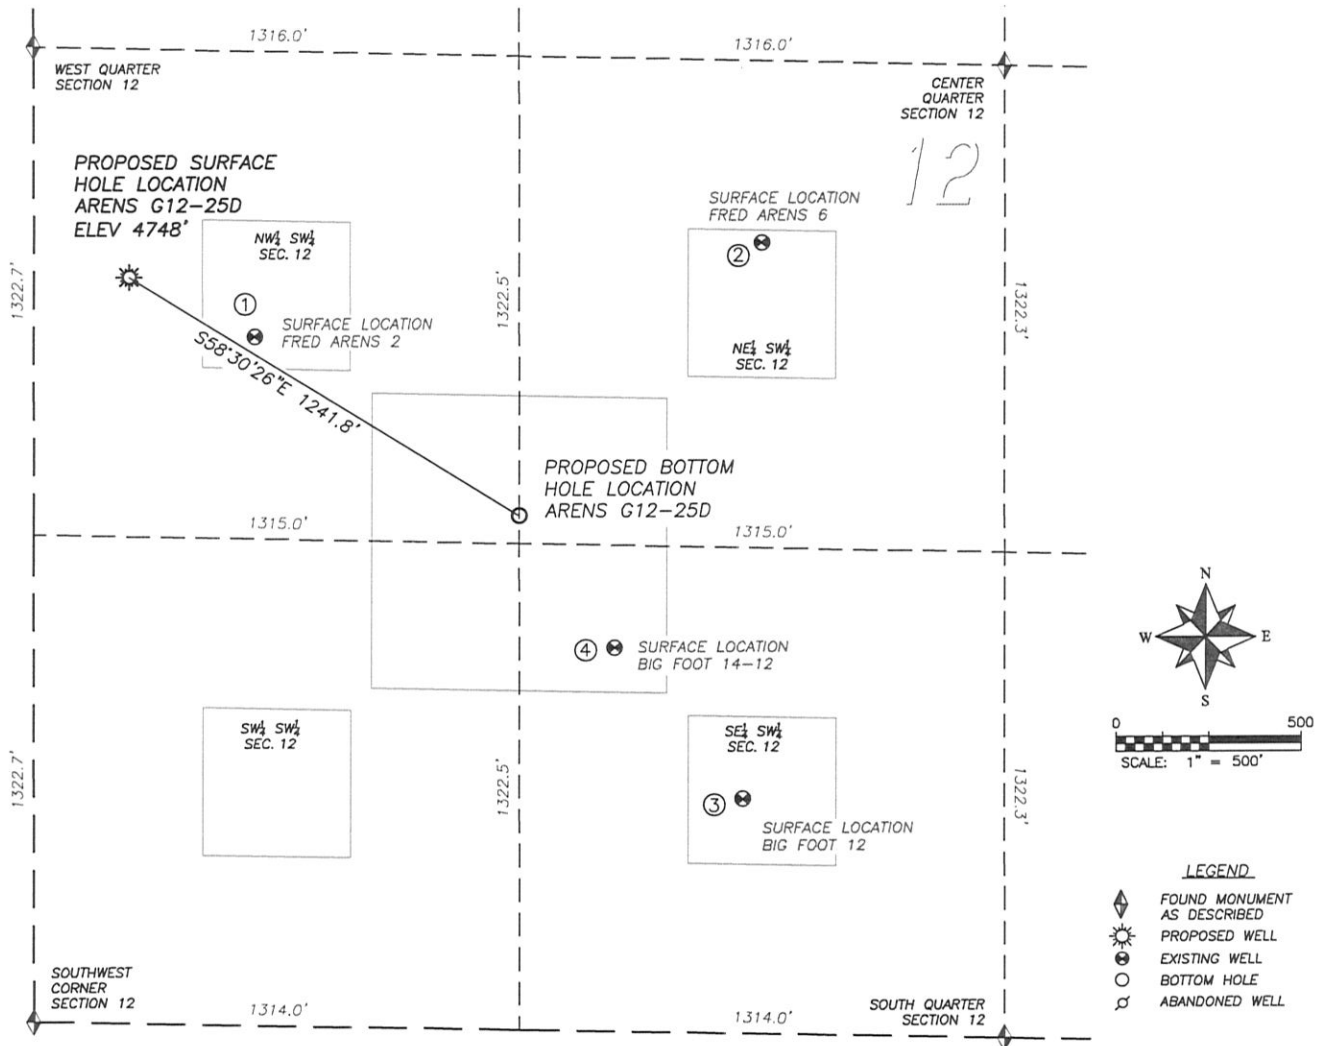 1316.0'
1316.0'
WEST QUARTER
SECTION 12
CENTER
QUARTER
SECTION 12
12
PROPOSED SURFACE
HOLE LOCATION
ARENS G12-25D
ELEV 4748'
SURFACE LOCATION
FRED ARENS 6
NW¼ SW¼
SEC. 12
2
1322.7'
1
SURFACE LOCATION
FRED ARENS 2
1322.5'
1322.3'
NE¼ SW¼
SEC. 12
S58°30'26"E 1241.8'
PROPOSED BOTTOM
HOLE LOCATION
ARENS G12-25D
1315.0'
1315.0'
N
W
E
S
4
SURFACE LOCATION
BIG FOOT 14-12
0
500
SCALE: 1" = 500'
SW¼ SW¼
SEC. 12
SE¼ SW¼
SEC. 12
1322.7'
1322.5'
1322.3'
3
SURFACE LOCATION
BIG FOOT 12
LEGEND
FOUND MONUMENT
AS DESCRIBED
PROPOSED WELL
EXISTING WELL
BOTTOM HOLE
ABANDONED WELL
SOUTHWEST
CORNER
SECTION 12
1314.0'
1314.0'
SOUTH QUARTER
SECTION 12